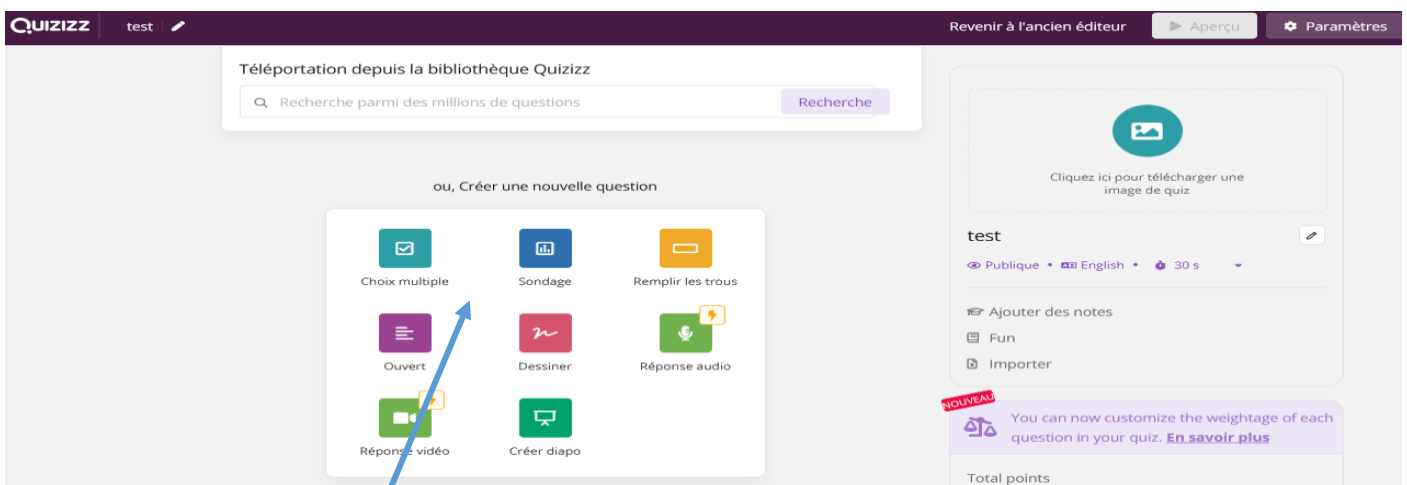 QUIZIZZ
test
Revenir à l'ancien éditeur
Aperçu
Paramètres
Téléportation depuis la bibliothèque Quizizz
Recherche parmi des millions de questions
Recherche
ou, Créer une nouvelle question
Choix multiple
Sondage
Remplir les trous
Ouvert
Dessiner
Réponse audio
Réponse vidéo
Créer diapo
Cliquez ici pour télécharger une
image de quiz
test
Publique • English • 30 s
Ajouter des notes
Fun
Importer
NOUVEAU
You can now customize the weightage of each
question in your quiz. En savoir plus
Total points